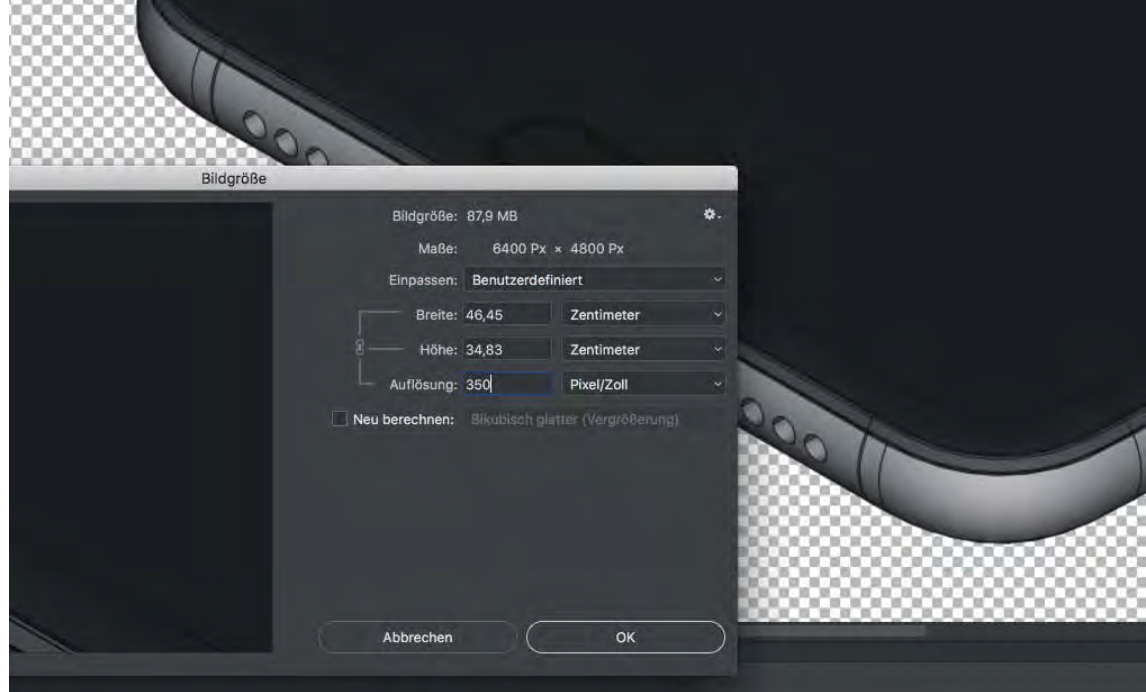 Bildgröße
Bildgröße: 87,9 MB
Maße: 6400 Px × 4800 Px
Einpassen: Benutzerdefiniert
Breite: 46,45 Zentimeter
Höhe: 34,83 Zentimeter
Auflösung: 350 Pixel/Zoll
Neu berechnen: Bikubisch glatter (Vergrößerung)
Abbrechen OK